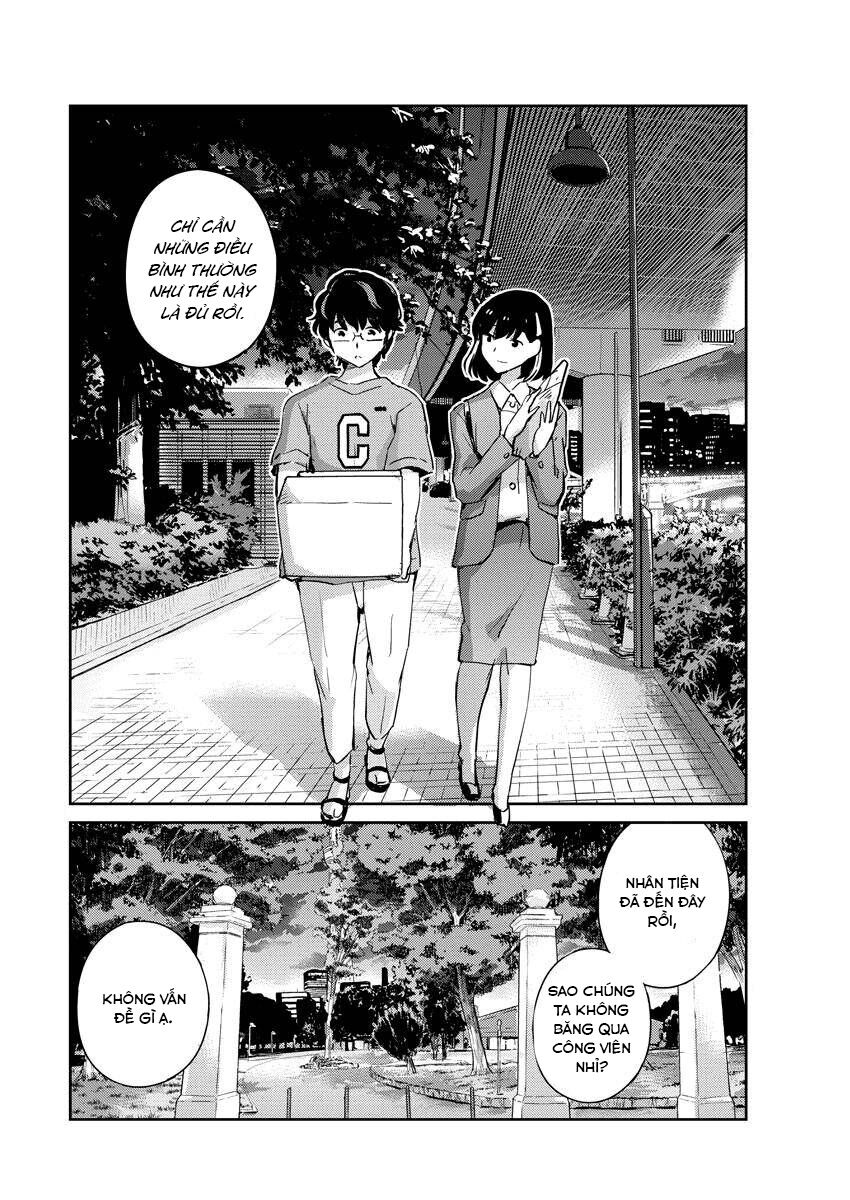 CHỈ CẦN
NHỮNG ĐIỀU
BÌNH THƯỜNG
NHƯ THẾ NÀY
LÀ ĐỦ RỒI.
C
NHÂN TIỆN
ĐÃ ĐẾN ĐÂY
RỒI,
SAO CHÚNG
TA KHÔNG
BĂNG QUA
CÔNG VIÊN
NHỈ?
KHÔNG VẤN
ĐỀ GÌ Ạ.